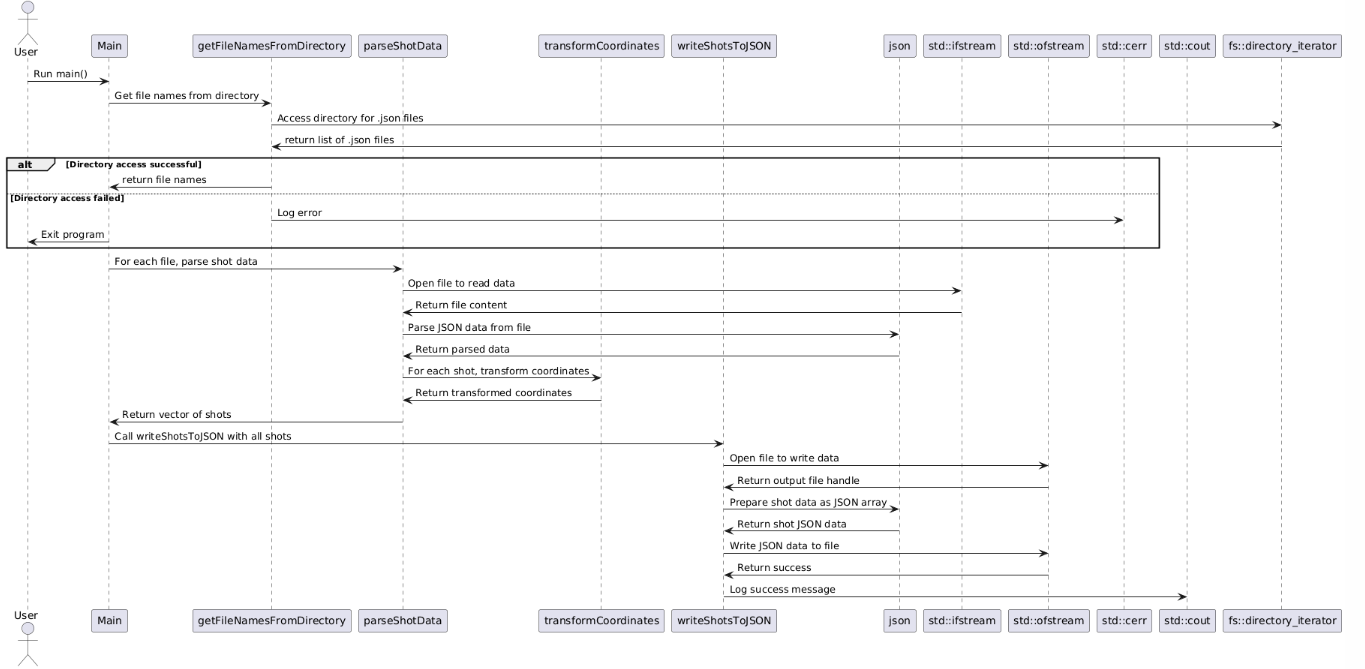 User
Main
getFileNamesFromDirectory
parseShotData
transformCoordinates
writeShotsToJSON
json
std::ifstream
std::ofstream
std::cerr
std::cout
fs::directory_iterator
Run main()
Get file names from directory
Access directory for .json files
return list of .json files
alt [Directory access successful]
return file names
[Directory access failed]
Log error
Exit program
For each file, parse shot data
Open file to read data
Return file content
Parse JSON data from file
Return parsed data
For each shot, transform coordinates
Return transformed coordinates
Return vector of shots
Call writeShotsToJSON with all shots
Open file to write data
Return output file handle
Prepare shot data as JSON array
Return shot JSON data
Write JSON data to file
Return success
Log success message
User
Main
getFileNamesFromDirectory
parseShotData
transformCoordinates
writeShotsToJSON
json
std::ifstream
std::ofstream
std::cerr
std::cout
fs::directory_iterator